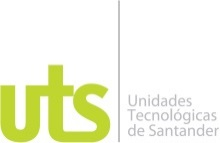 uts
Unidades
Tecnológicas
de Santander